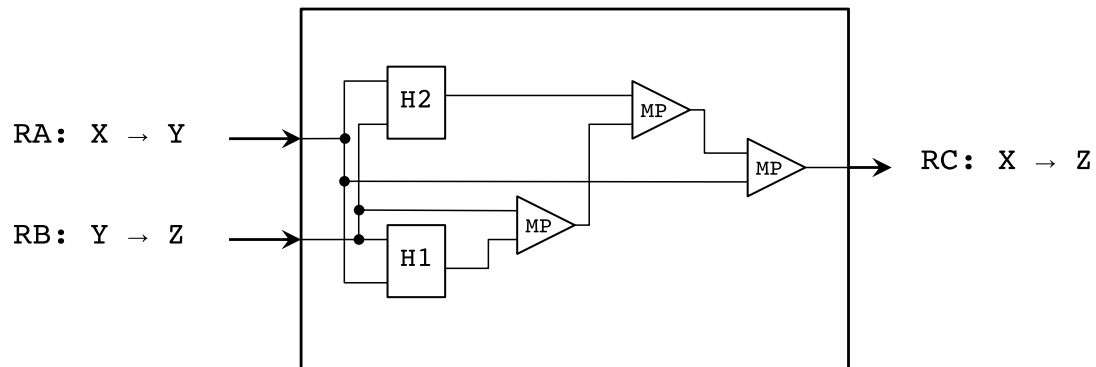 H2
MP
RA: X → Y
MP
RC: X → Z
RB: Y → Z
MP
H1